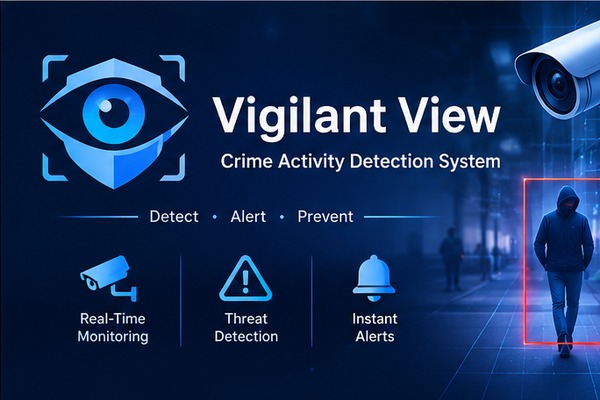 Vigilant View
Crime Activity Detection System
Detect • Alert • Prevent
Real-Time
Monitoring
Threat
Detection
Instant
Alerts